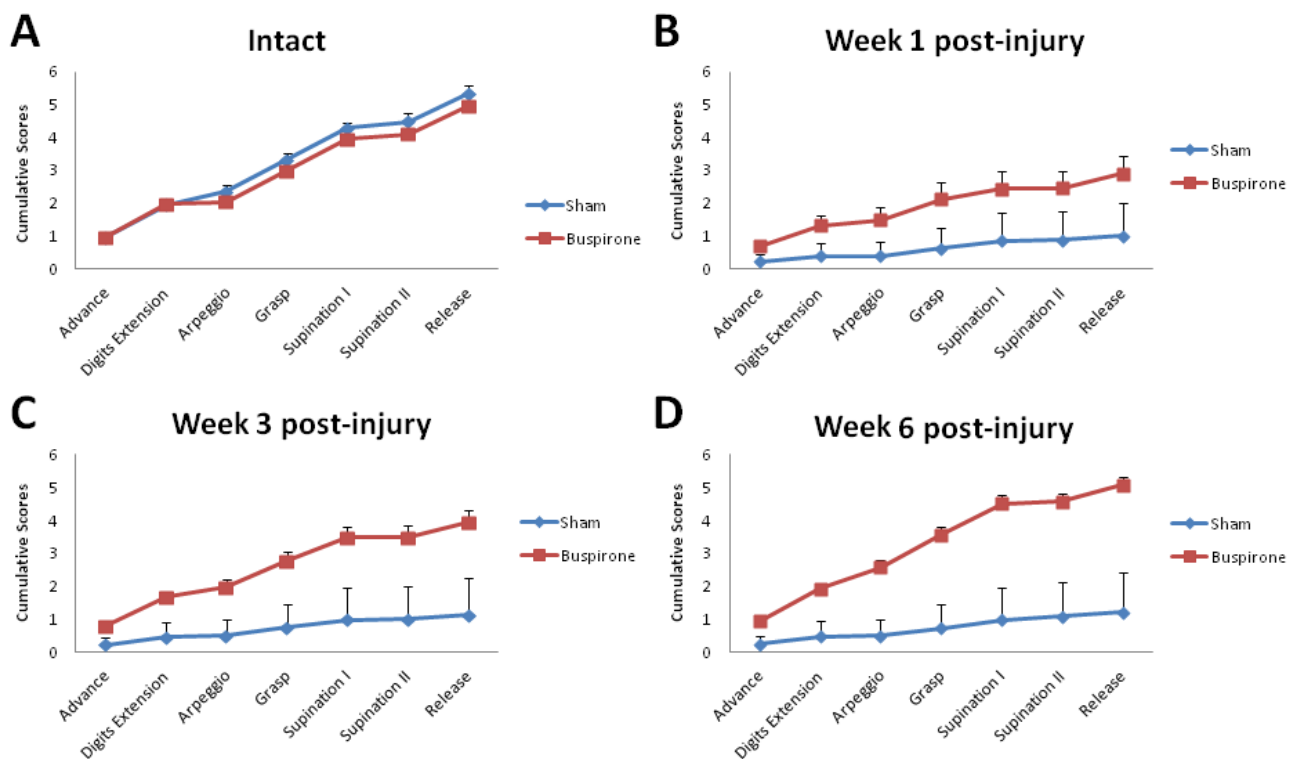 A
Intact
Cumulative Scores
6
5
4
3
2
1
0
Advance
Digits Extension
Arpeggio
Grasp
Supination I
Supination II
Release
Sham
Buspirone
B
Week 1 post-injury
Cumulative Scores
6
5
4
3
2
1
0
Advance
Digits Extension
Arpeggio
Grasp
Supination I
Supination II
Release
Sham
Buspirone
C
Week 3 post-injury
Cumulative Scores
6
5
4
3
2
1
0
Advance
Digits Extension
Arpeggio
Grasp
Supination I
Supination II
Release
Sham
Buspirone
D
Week 6 post-injury
Cumulative Scores
6
5
4
3
2
1
0
Advance
Digits Extension
Arpeggio
Grasp
Supination I
Supination II
Release
Sham
Buspirone